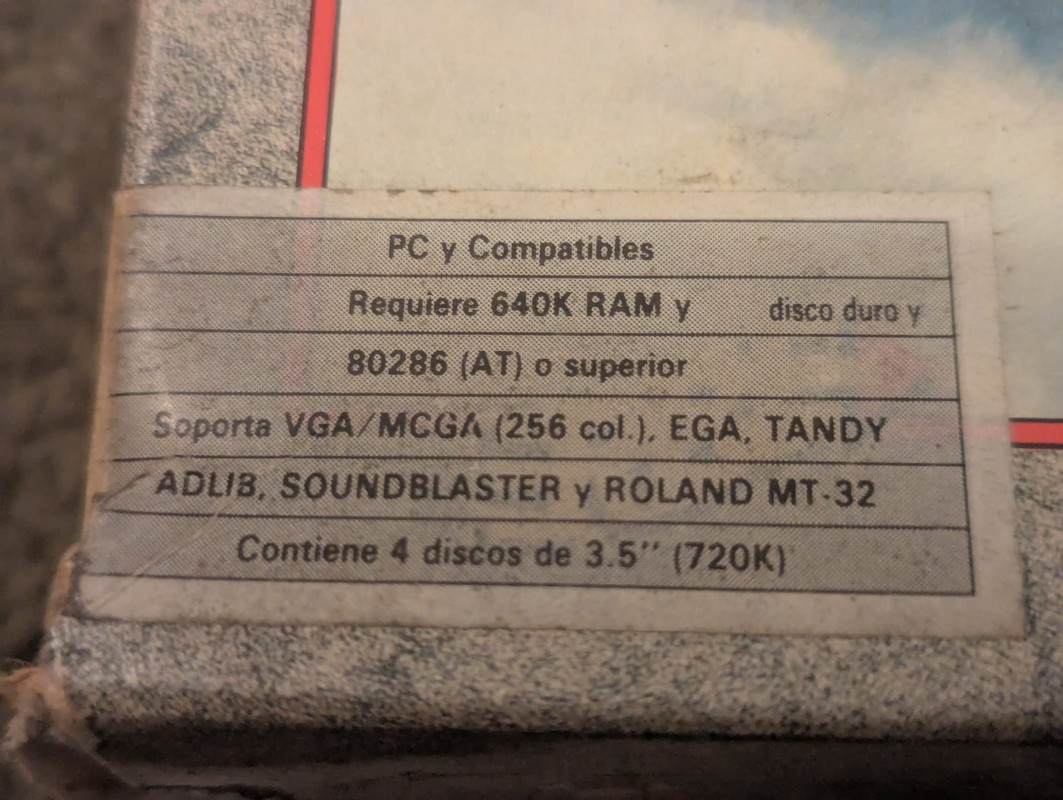 PC y Compatibles
Requiere 640K RAM y disco duro y
80286 (AT) o superior
Soporta VGA/MCGA (256 col.), EGA, TANDY
ADLIB, SOUNDBLASTER y ROLAND MT-32
Contiene 4 discos de 3.5'' (720K)